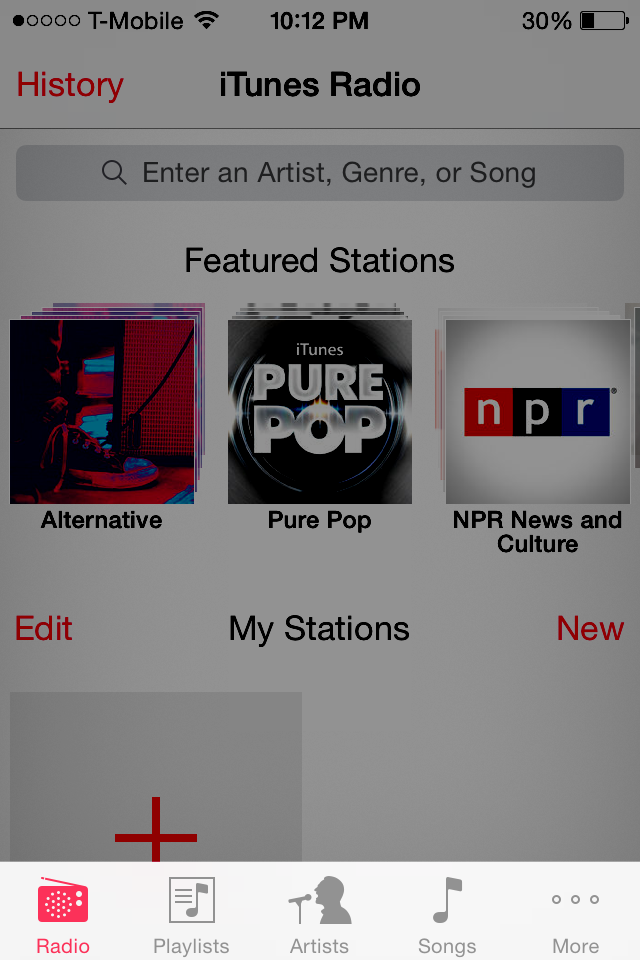 T-Mobile 10:12 PM 30%
History iTunes Radio
Enter an Artist, Genre, or Song
Featured Stations
iTunes
PURE
POP
npr
Alternative Pure Pop NPR News and
Culture
Edit My Stations New
Radio Playlists Artists Songs More